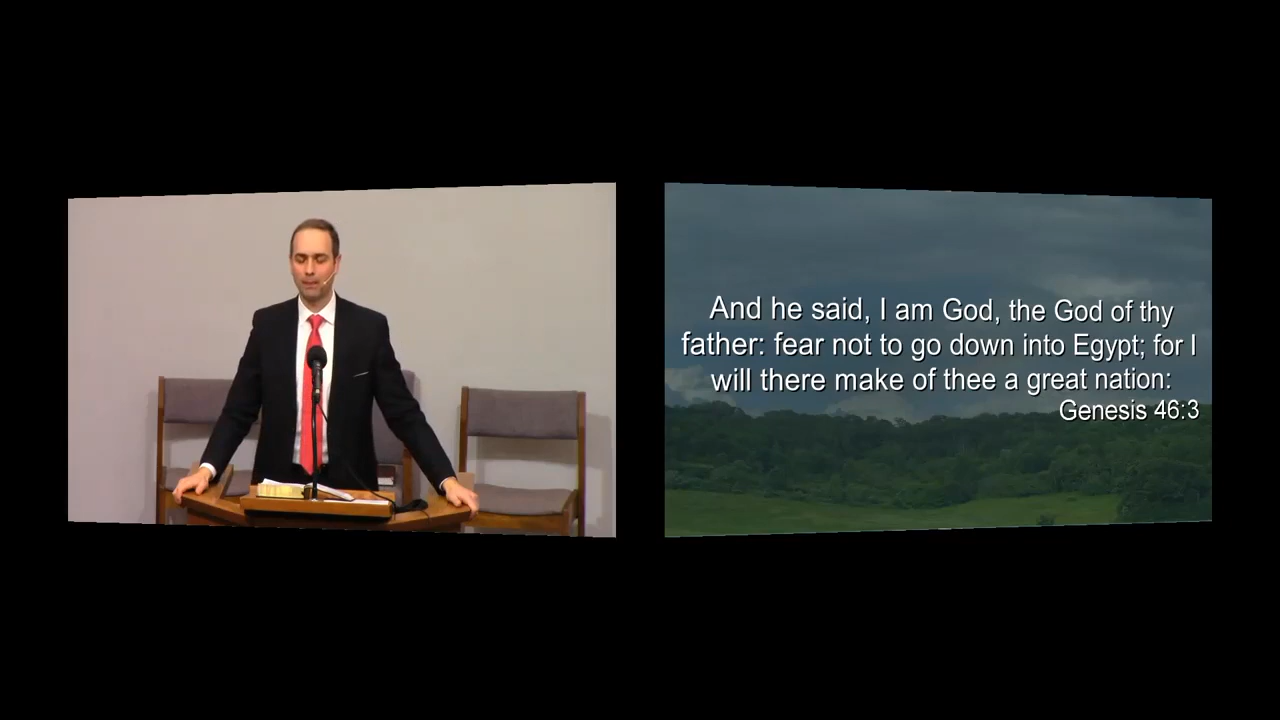 And he said, I am God, the God of thy
father: fear not to go down into Egypt; for I
will there make of thee a great nation:
Genesis 46:3